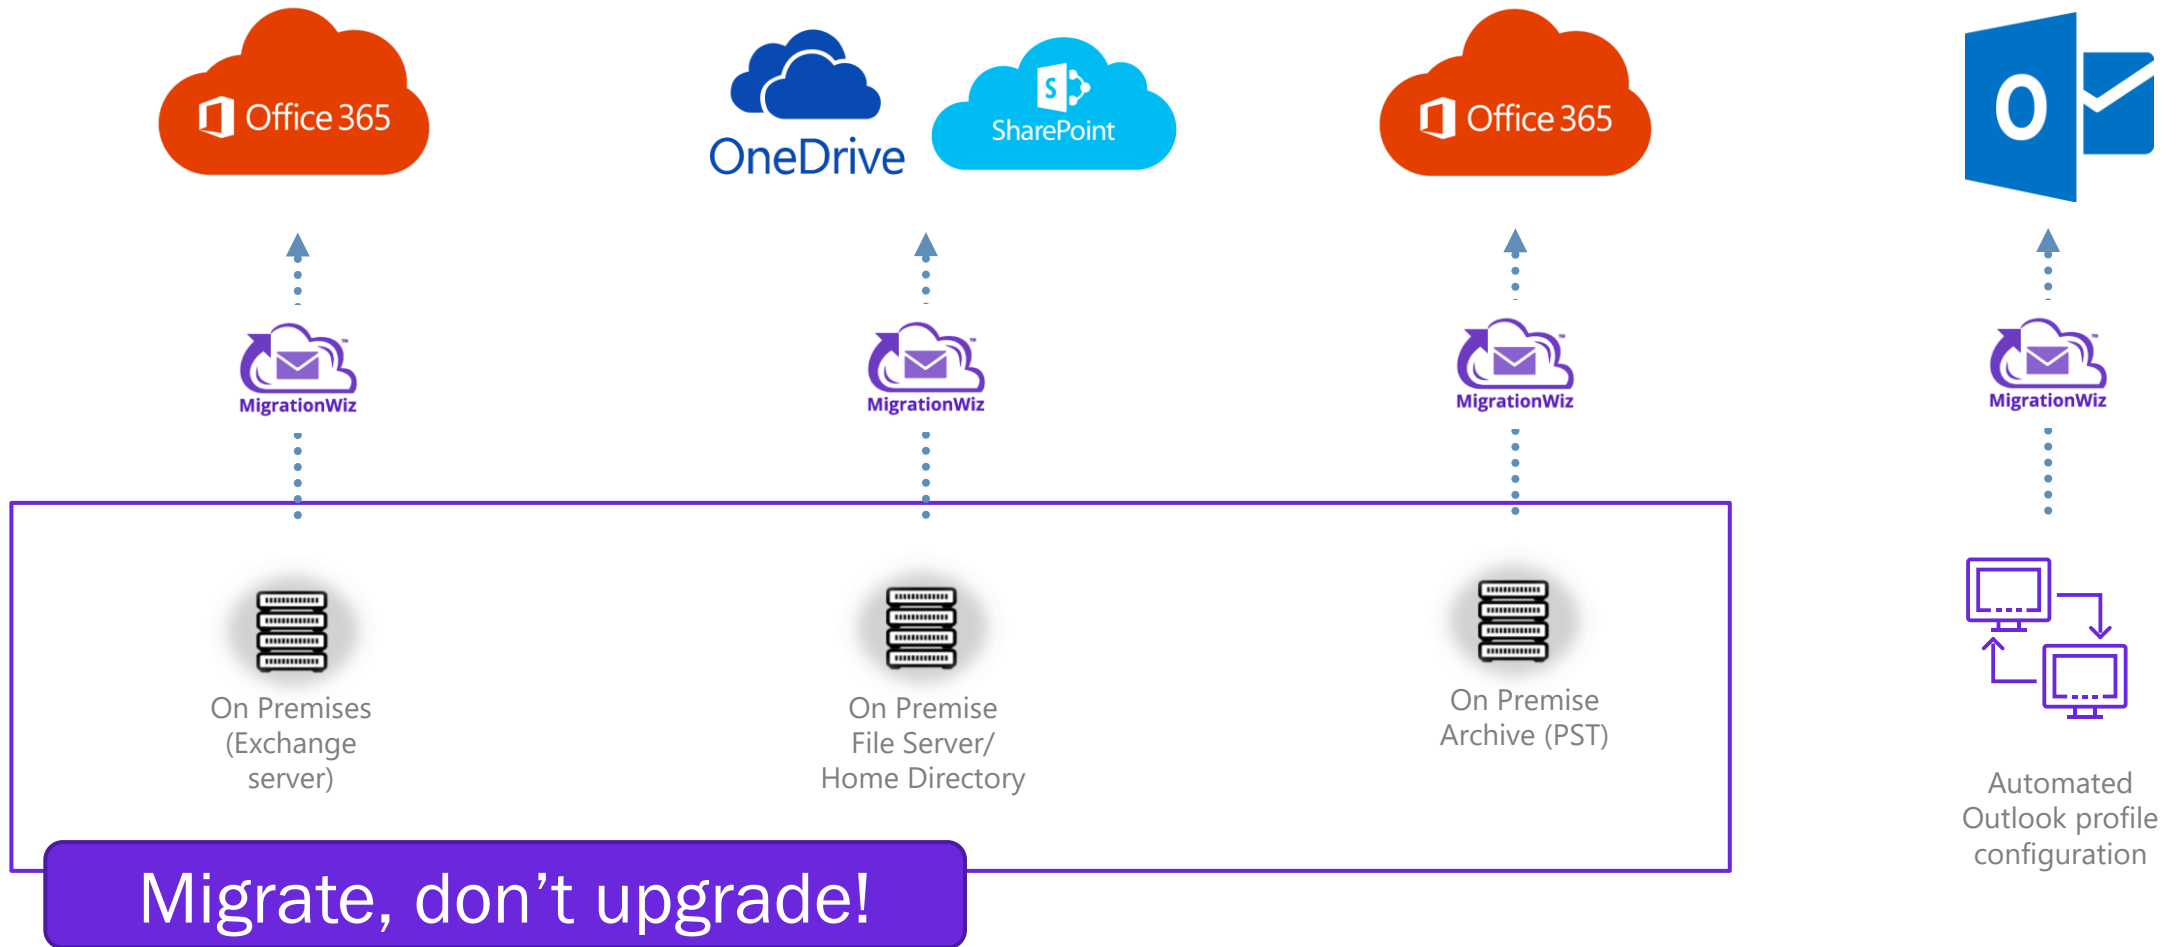 Office 365
OneDrive
S
SharePoint
Office 365
O
MigrationWiz
MigrationWiz
MigrationWiz
MigrationWiz
On Premises
(Exchange
server)
On Premise
File Server/
Home Directory
On Premise
Archive (PST)
Automated
Outlook profile
configuration
Migrate, don’t upgrade!